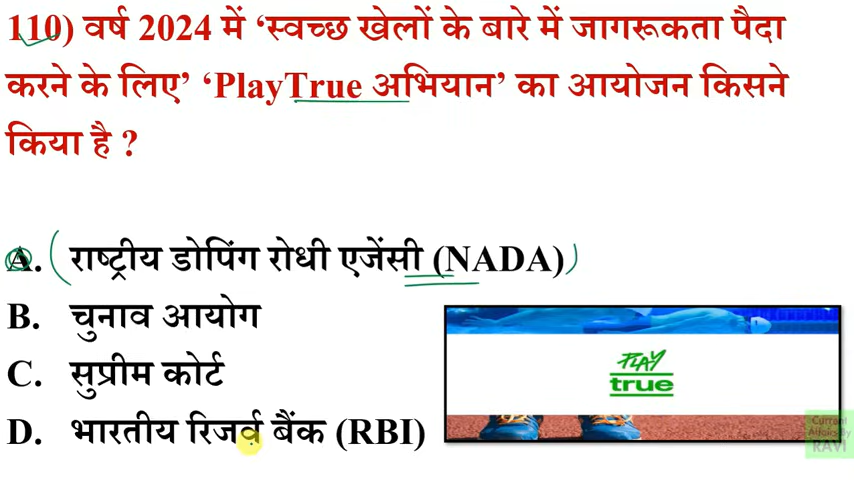 110) वर्ष 2024 में ‘स्वच्छ खेलों के बारे में जागरूकता पैदा
करने के लिए’ ‘PlayTrue अभियान’ का आयोजन किसने
किया है ?
A. राष्ट्रीय डोपिंग रोधी एजेंसी (NADA)
B. चुनाव आयोग
C. सुप्रीम कोर्ट
D. भारतीय रिजर्व बैंक (RBI)
PLAY
true
Current
Affairs By
RAVI